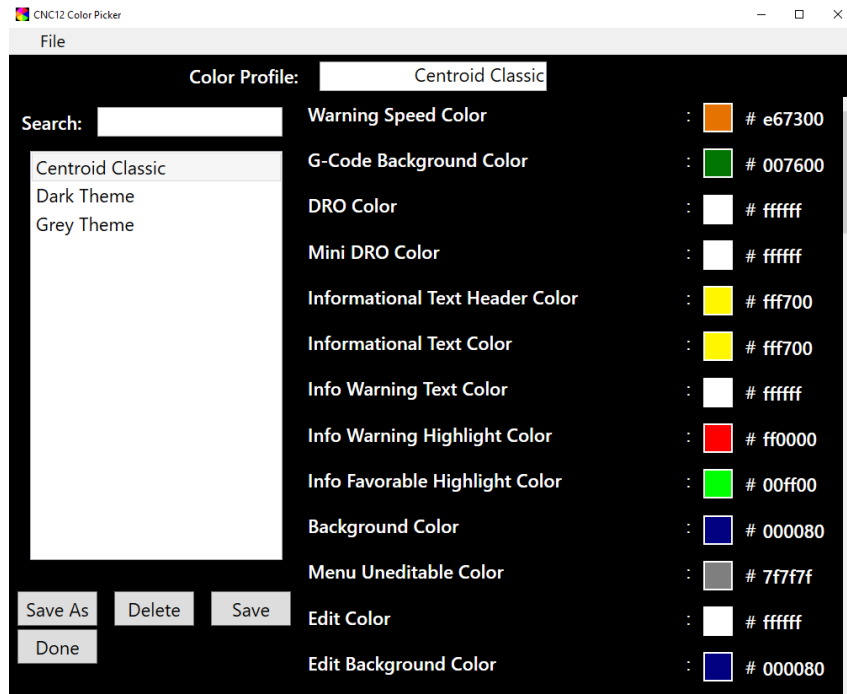 CNC12 Color Picker
File
Color Profile: Centroid Classic
Search:
Centroid Classic
Dark Theme
Grey Theme
Save As Delete Save
Done
Warning Speed Color : # e67300
G-Code Background Color : # 007600
DRO Color : # ffffff
Mini DRO Color : # ffffff
Informational Text Header Color : # fff700
Informational Text Color : # fff700
Info Warning Text Color : # ffffff
Info Warning Highlight Color : # ff0000
Info Favorable Highlight Color : # 00ff00
Background Color : # 000080
Menu Uneditable Color : # 7f7f7f
Edit Color : # ffffff
Edit Background Color : # 000080